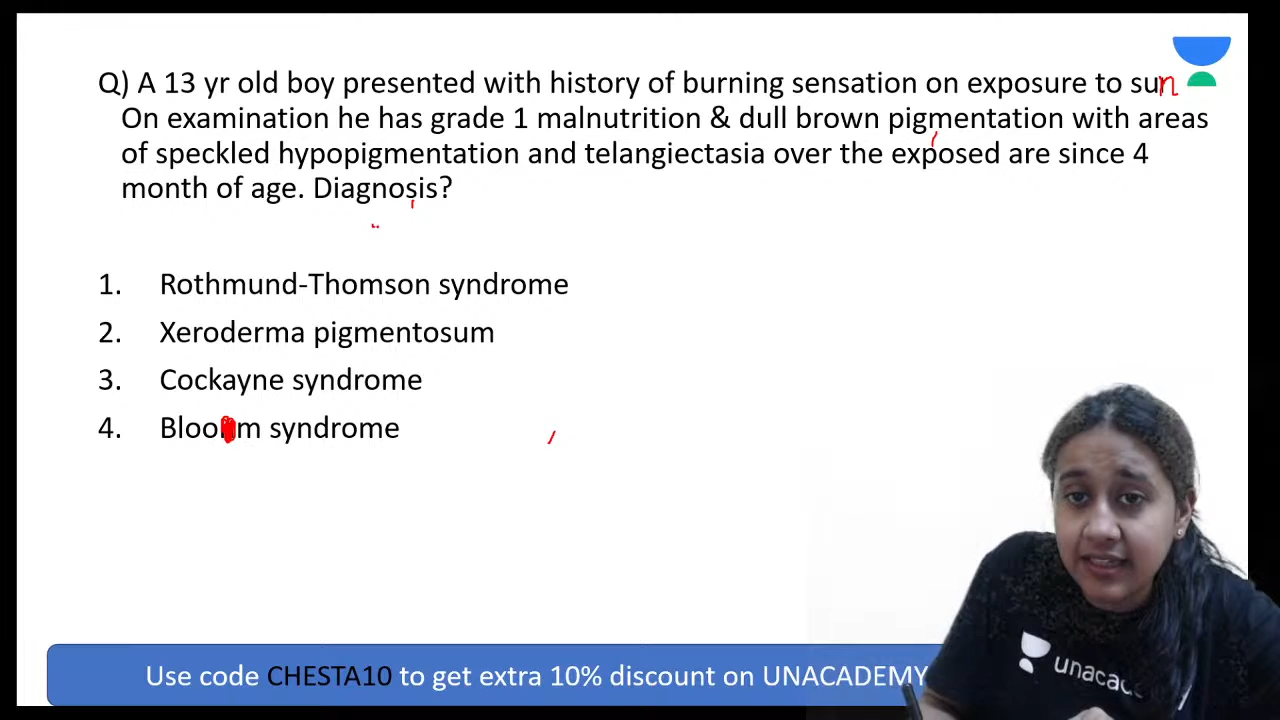 Q) A 13 yr old boy presented with history of burning sensation on exposure to sun
On examination he has grade 1 malnutrition & dull brown pigmentation with areas
of speckled hypopigmentation and telangiectasia over the exposed are since 4
month of age. Diagnosis?
1. Rothmund-Thomson syndrome
2. Xeroderma pigmentosum
3. Cockayne syndrome
4. Bloom syndrome
Use code CHESTA10 to get extra 10% discount on UNACADEMY
unacade